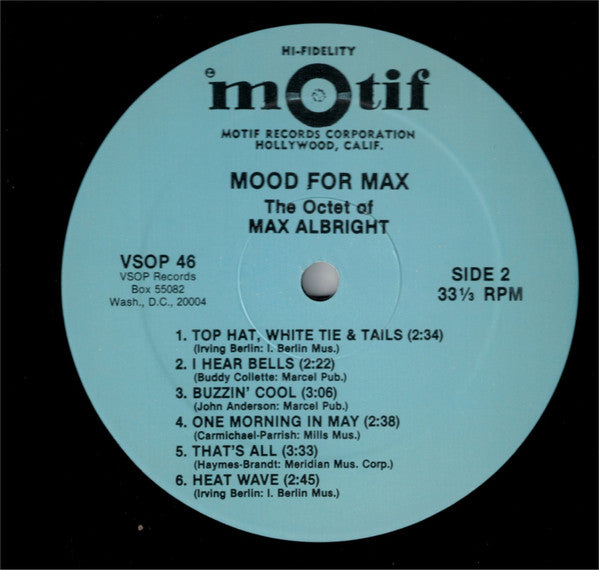 HI-FIDELITY
motif
MOTIF RECORDS CORPORATION
HOLLYWOOD, CALIF.
MOOD FOR MAX
The Octet of
MAX ALBRIGHT
VSOP 46
VSOP Records
Box 55082
Wash., D.C., 20004
SIDE 2
33⅓ RPM
1. TOP HAT, WHITE TIE & TAILS (2:34)
(Irving Berlin: I. Berlin Mus.)
2. I HEAR BELLS (2:22)
(Buddy Collette: Marcel Pub.)
3. BUZZIN' COOL (3:06)
(John Anderson: Marcel Pub.)
4. ONE MORNING IN MAY (2:38)
(Carmichael-Parrish: Mills Mus.)
5. THAT'S ALL (3:33)
(Haymes-Brandt: Meridian Mus. Corp.)
6. HEAT WAVE (2:45)
(Irving Berlin: I. Berlin Mus.)